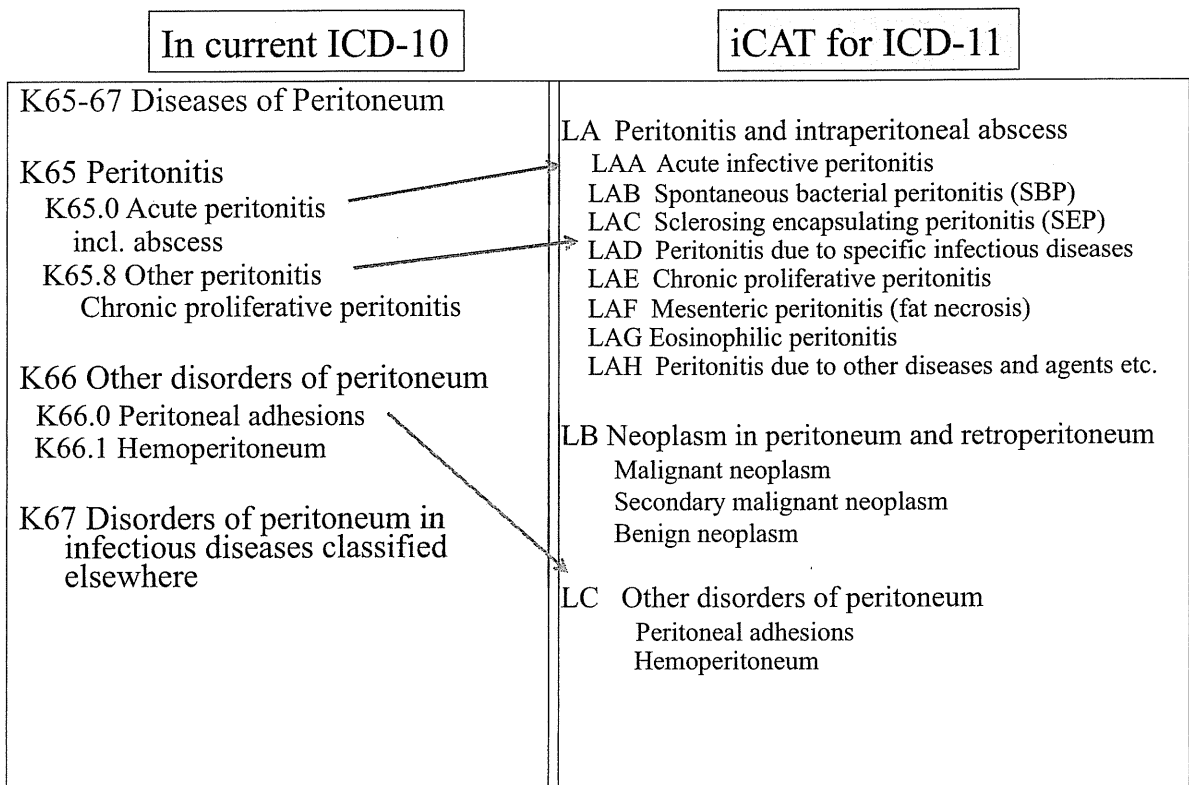 In current ICD-10
K65-67 Diseases of Peritoneum
K65 Peritonitis
K65.0 Acute peritonitis
incl. abscess
K65.8 Other peritonitis
Chronic proliferative peritonitis
K66 Other disorders of peritoneum
K66.0 Peritoneal adhesions
K66.1 Hemoperitoneum
K67 Disorders of peritoneum in
infectious diseases classified
elsewhere
iCAT for ICD-11
LA Peritonitis and intraperitoneal abscess
LAA Acute infective peritonitis
LAB Spontaneous bacterial peritonitis (SBP)
LAC Sclerosing encapsulating peritonitis (SEP)
LAD Peritonitis due to specific infectious diseases
LAE Chronic proliferative peritonitis
LAF Mesenteric peritonitis (fat necrosis)
LAG Eosinophilic peritonitis
LAH Peritonitis due to other diseases and agents etc.
LB Neoplasm in peritoneum and retroperitoneum
Malignant neoplasm
Secondary malignant neoplasm
Benign neoplasm
LC Other disorders of peritoneum
Peritoneal adhesions
Hemoperitoneum